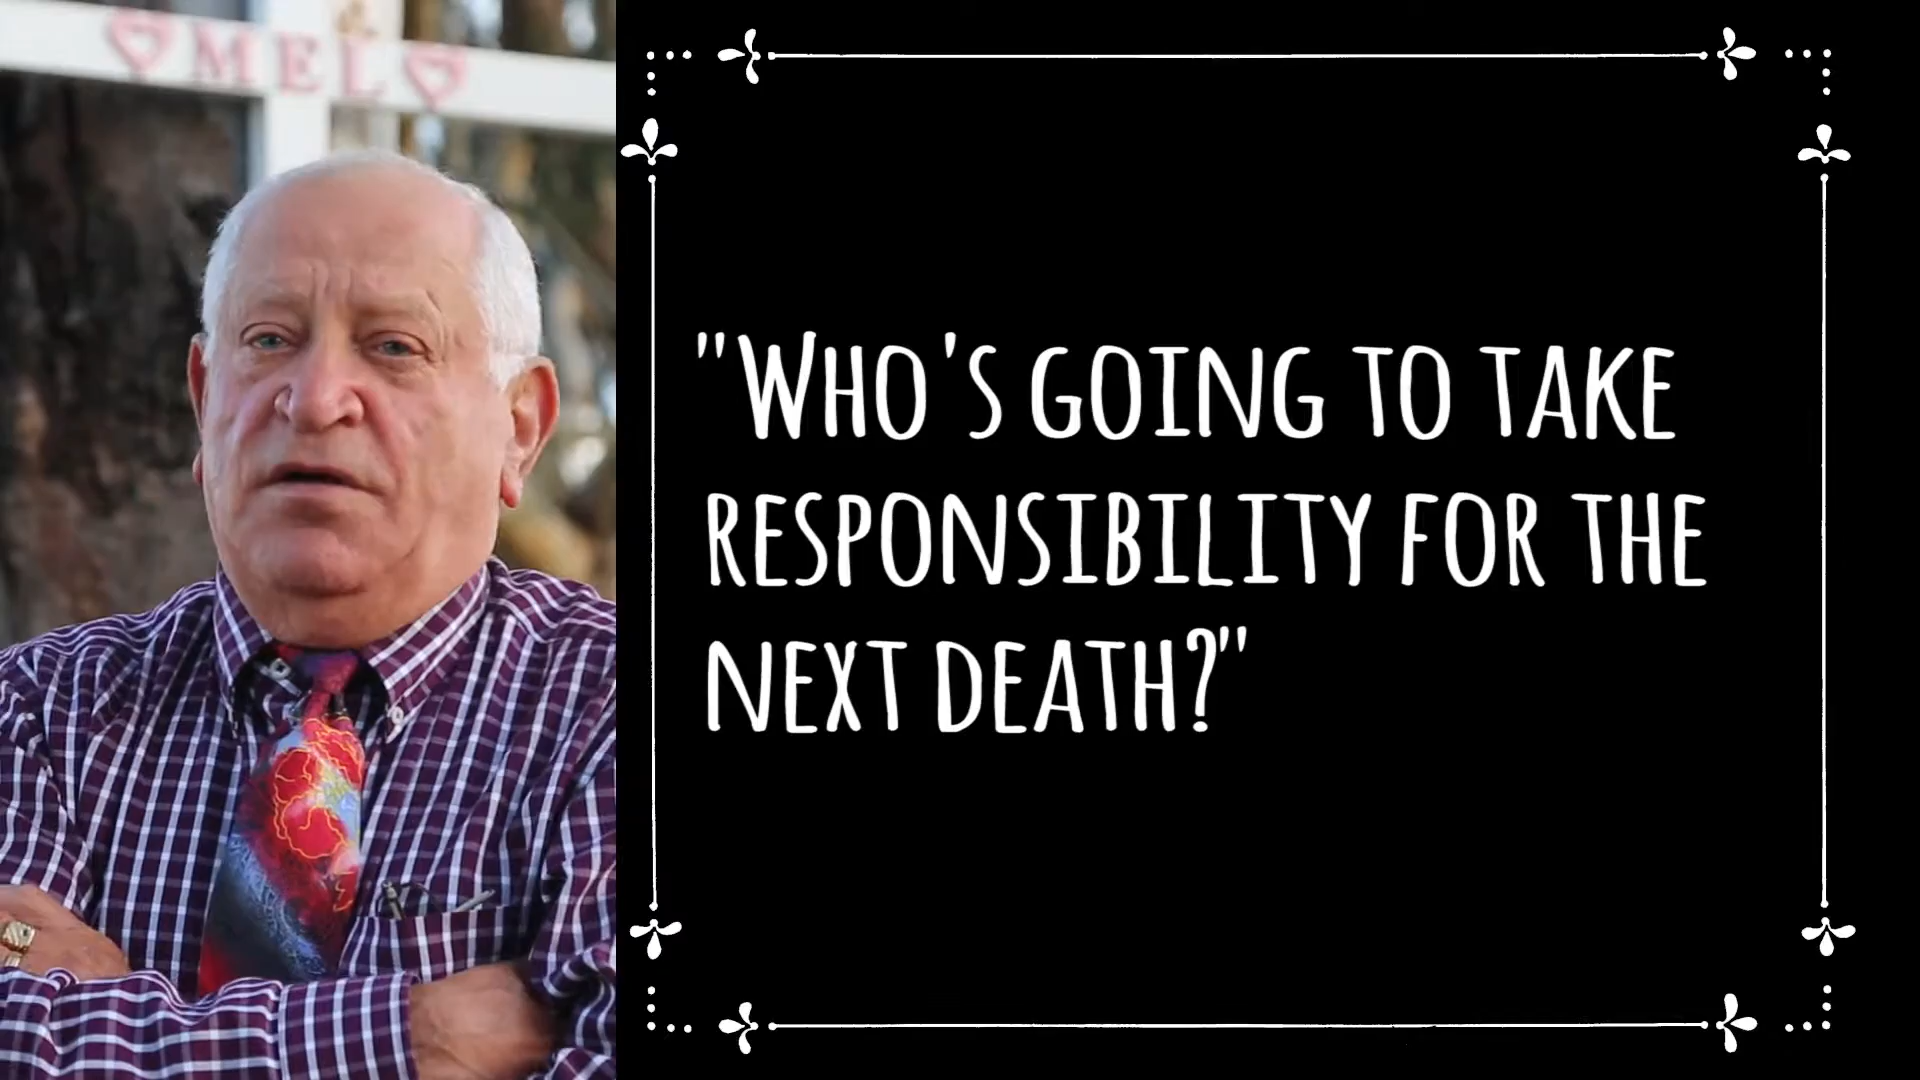 ♡MEL♡
"WHO'S GOING TO TAKE
RESPONSIBILITY FOR THE
NEXT DEATH?"